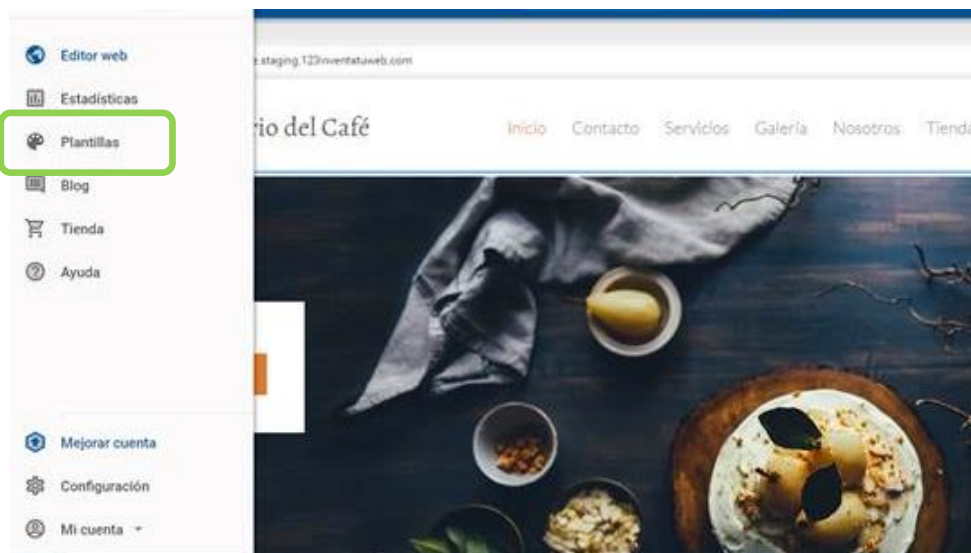 Editor web
Estadísticas
Plantillas
Blog
Tienda
Ayuda
Mejorar cuenta
Configuración
Mi cuenta
staging.123inventatuweb.com
rio del Café
Inicio Contacto Servicios Galería Nosotros Tienda